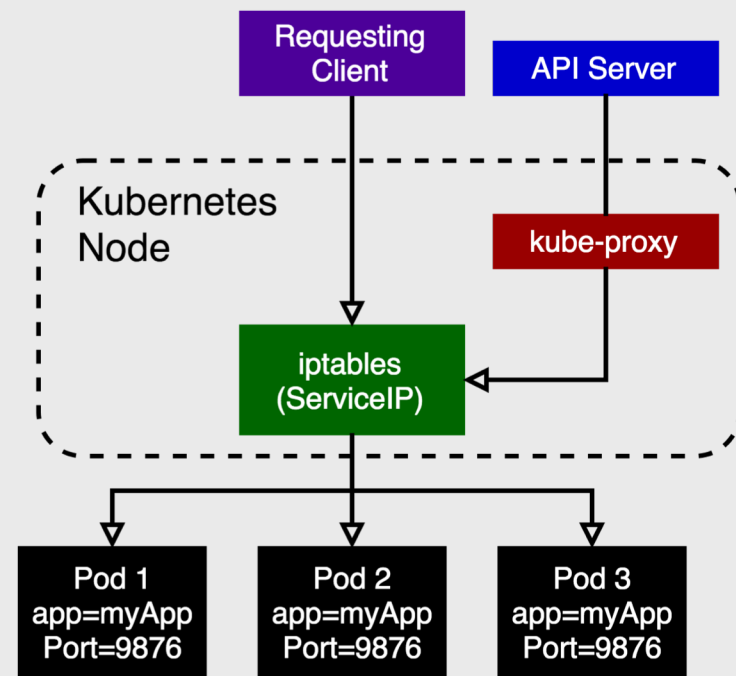 Requesting
Client
API Server
Kubernetes
Node
kube-proxy
iptables
(ServiceIP)
Pod 1
app=myApp
Port=9876
Pod 2
app=myApp
Port=9876
Pod 3
app=myApp
Port=9876